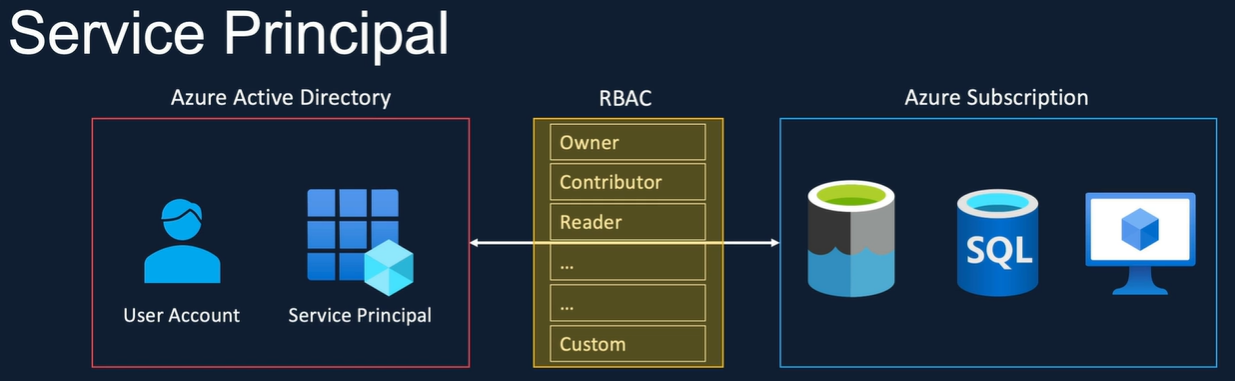 Service Principal
Azure Active Directory
RBAC
Azure Subscription
Owner
Contributor
Reader
...
...
Custom
User Account
Service Principal
SQL